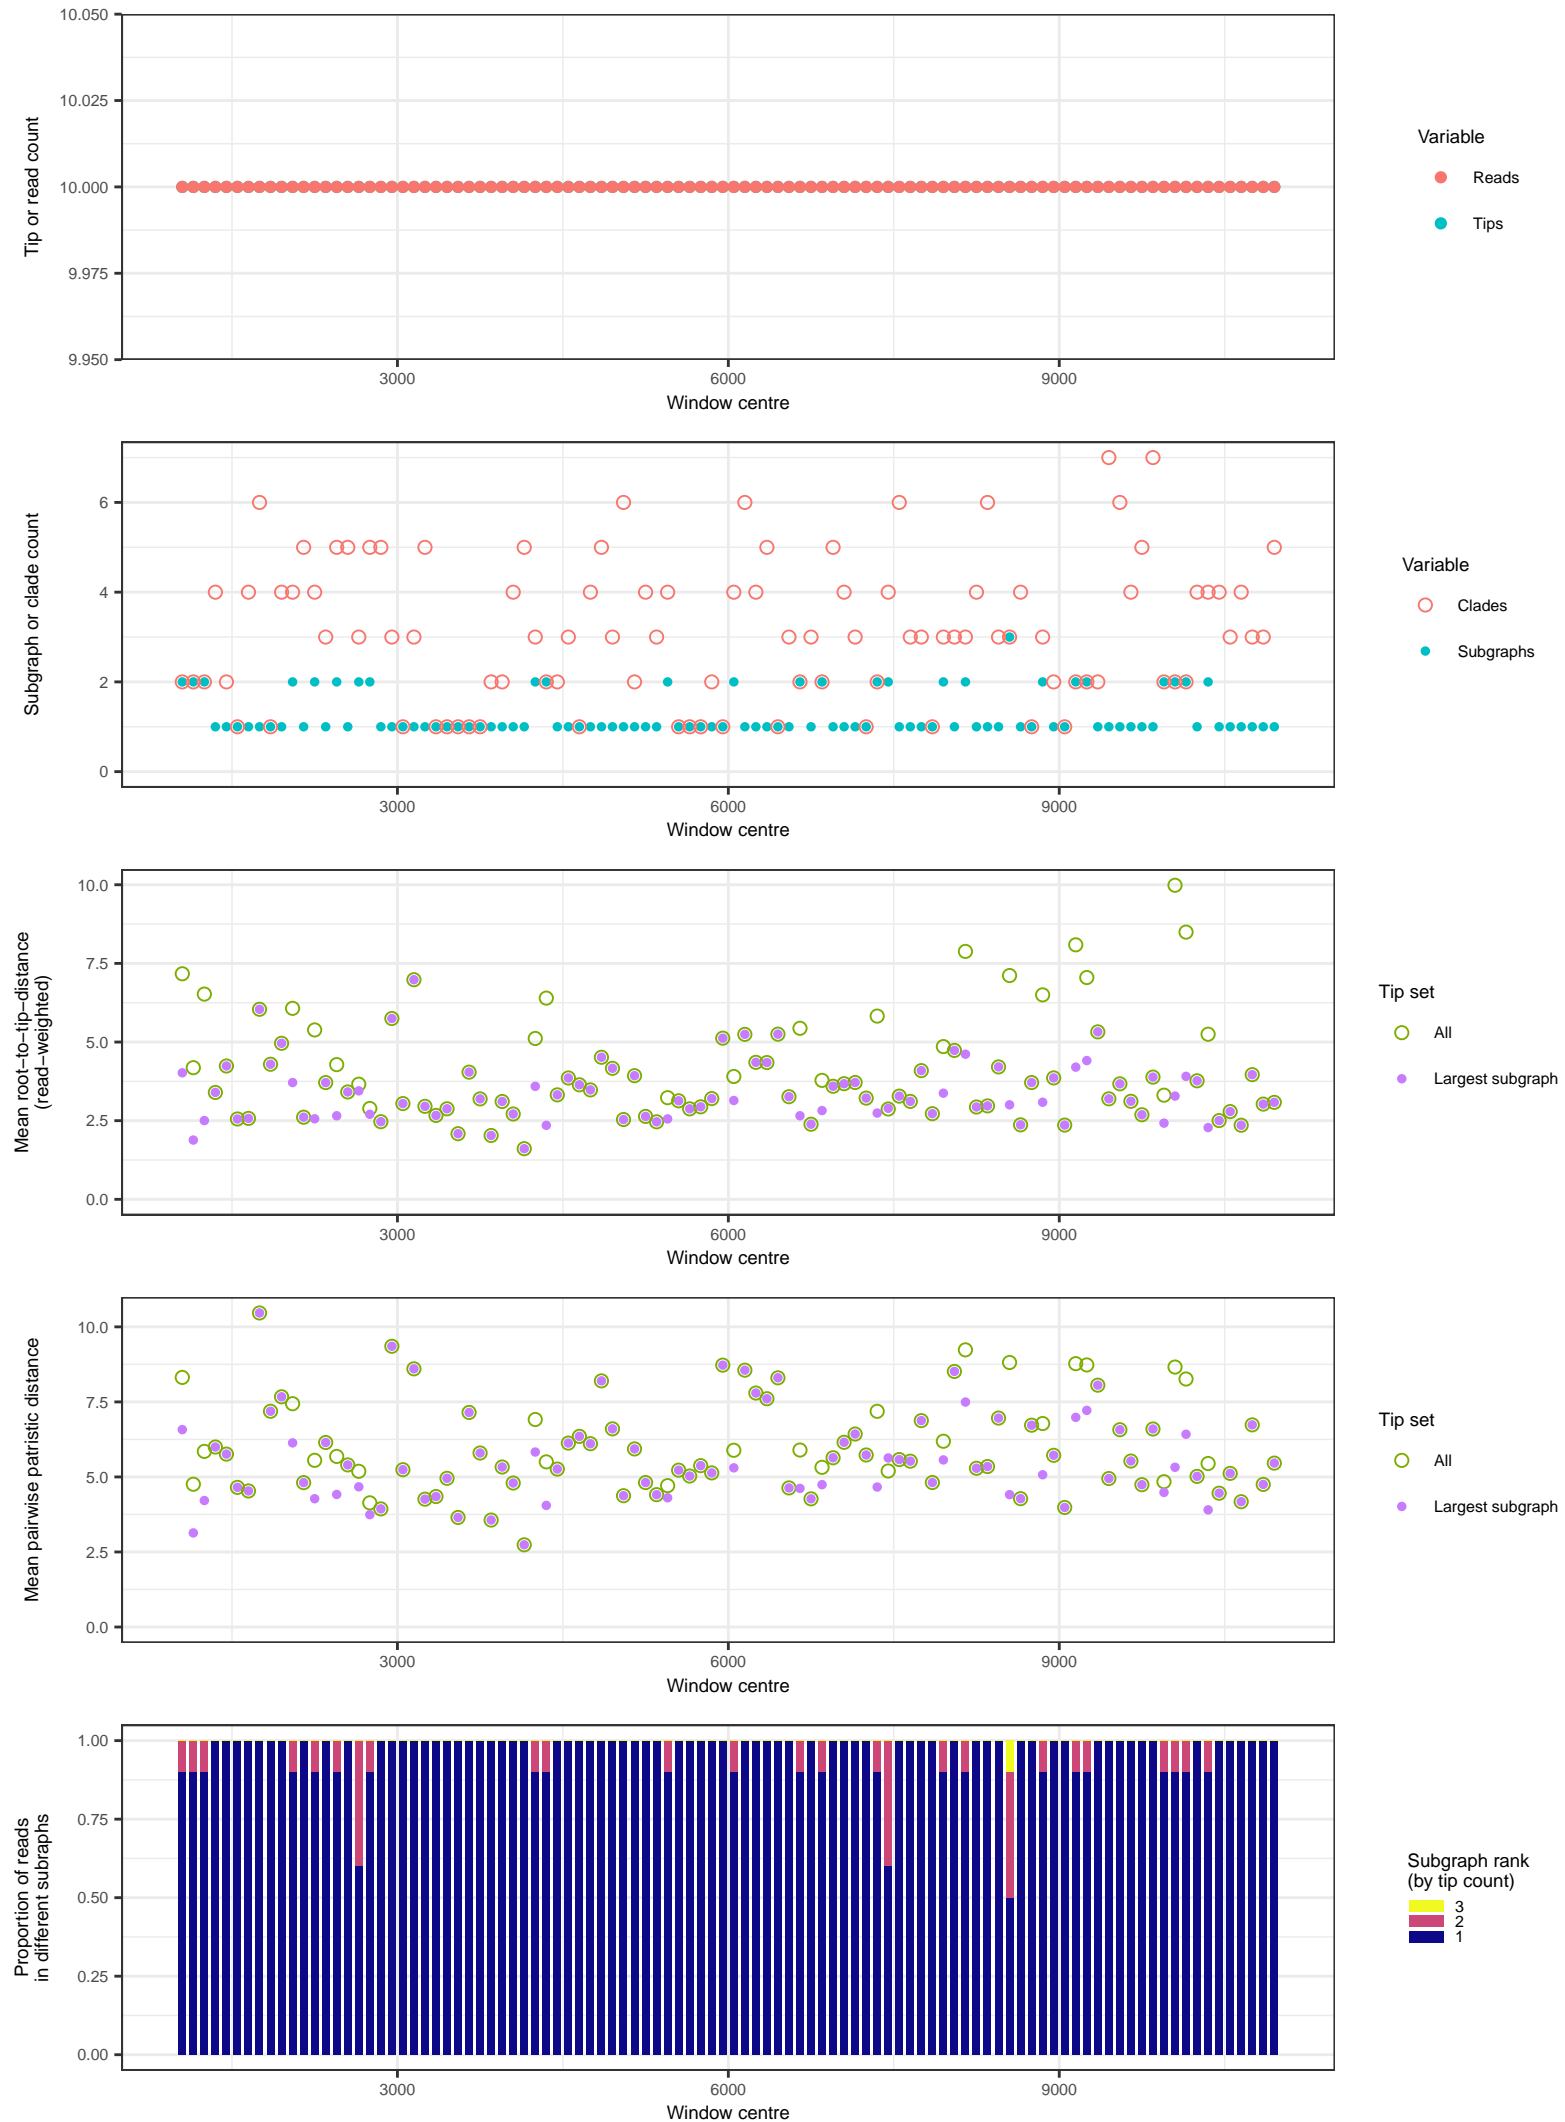 10.050
10.025
10.000
9.975
9.950
Tip or read count
3000
6000
9000
Window centre
Variable
Reads
Tips
6
4
2
0
Subgraph or clade count
3000
6000
9000
Window centre
Variable
Clades
Subgraphs
10.0
7.5
5.0
2.5
0.0
Mean root−to−tip−distance
(read−weighted)
3000
6000
9000
Window centre
Tip set
All
Largest subgraph
10.0
7.5
5.0
2.5
0.0
Mean pairwise patristic distance
3000
6000
9000
Window centre
Tip set
All
Largest subgraph
1.00
0.75
0.50
0.25
0.00
Proportion of reads
in different subraphs
3000
6000
9000
Window centre
Subgraph rank
(by tip count)
3
2
1